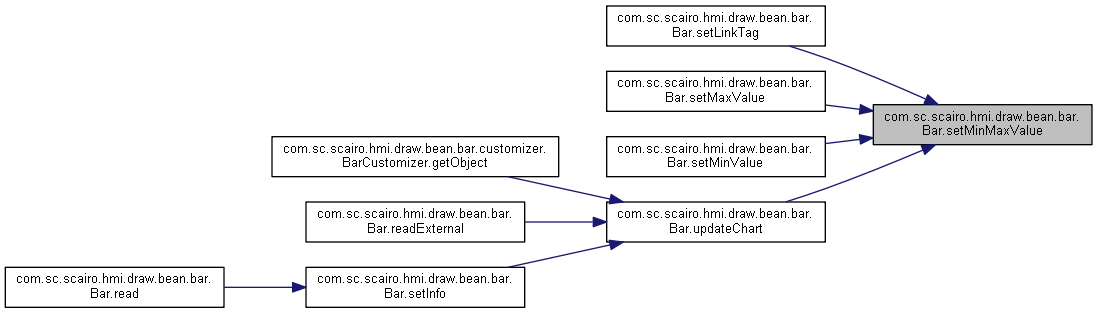 com.sc.scairo.hmi.draw.bean.bar.
Bar.setLinkTag
com.sc.scairo.hmi.draw.bean.bar.
Bar.setMaxValue
com.sc.scairo.hmi.draw.bean.bar.
Bar.setMinMaxValue
com.sc.scairo.hmi.draw.bean.bar.customizer.
BarCustomizer.getObject
com.sc.scairo.hmi.draw.bean.bar.
Bar.setMinValue
com.sc.scairo.hmi.draw.bean.bar.
Bar.readExternal
com.sc.scairo.hmi.draw.bean.bar.
Bar.updateChart
com.sc.scairo.hmi.draw.bean.bar.
Bar.read
com.sc.scairo.hmi.draw.bean.bar.
Bar.setInfo